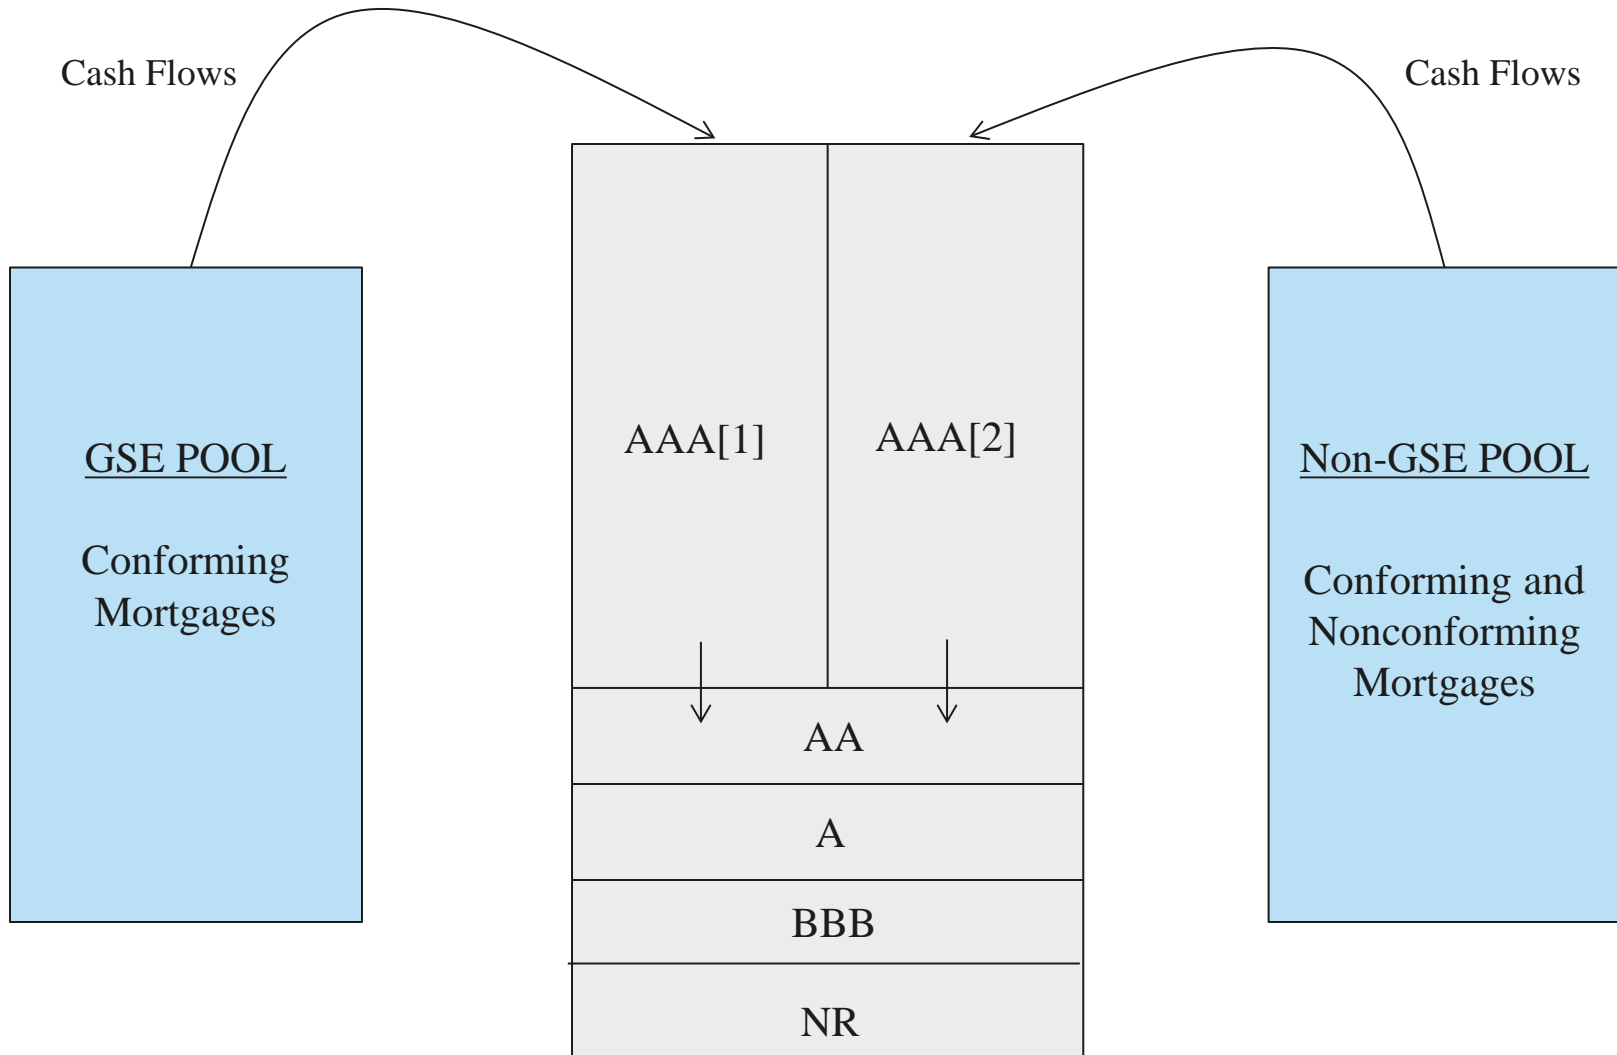 Cash Flows
Cash Flows
GSE POOL
Conforming
Mortgages
AAA[1]
AAA[2]
AA
A
BBB
NR
Non-GSE POOL
Conforming and
Nonconforming
Mortgages